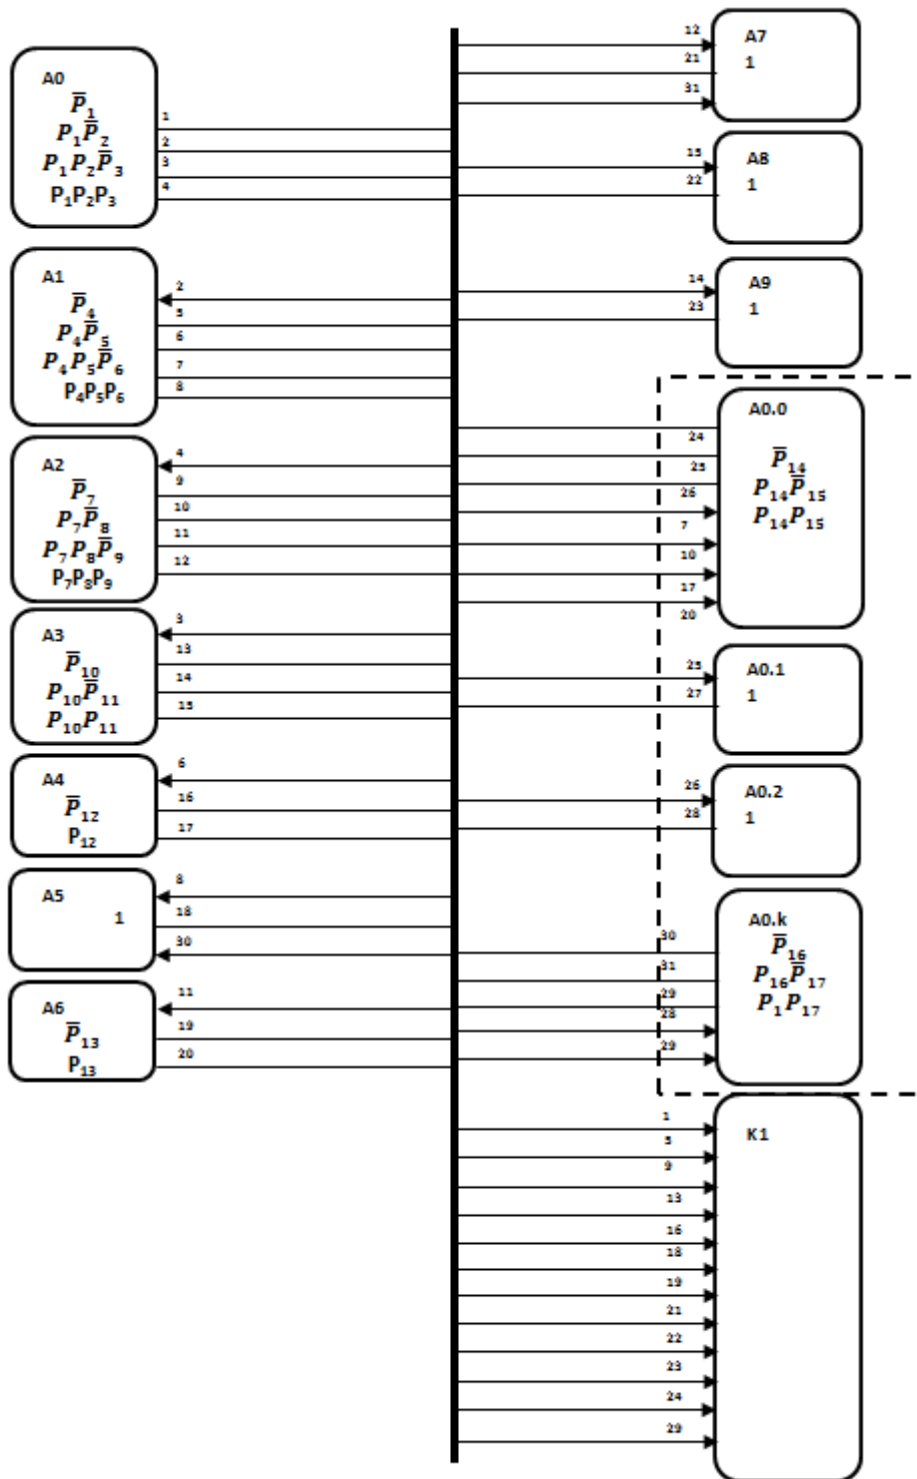 A0
P̅₁
P₁P̅₂
P₁P₂P̅₃
P₁P₂P₃
1
2
3
4
A1
P̅₄
P₄P̅₅
P₄P₅P̅₆
P₄P₅P₆
2
5
6
7
8
A2
P̅₇
P₇P̅₈
P₇P₈P̅₉
P₇P₈P₉
4
9
10
11
12
A3
P̅₁₀
P₁₀P̅₁₁
P₁₀P₁₁
3
13
14
15
A4
P̅₁₂
P₁₂
6
16
17
A5
1
8
18
30
A6
P̅₁₃
P₁₃
11
19
20
12
21
31
A7
1
15
22
A8
1
14
23
A9
1
24
25
26
7
10
17
20
A0.0
P̅₁₄
P₁₄P̅₁₅
P₁₄P₁₅
25
27
A0.1
1
26
28
A0.2
1
30
31
29
28
29
A0.k
P̅₁₆
P₁₆P̅₁₇
P₁P₁₇
1
5
9
13
16
18
19
21
22
23
24
29
K1